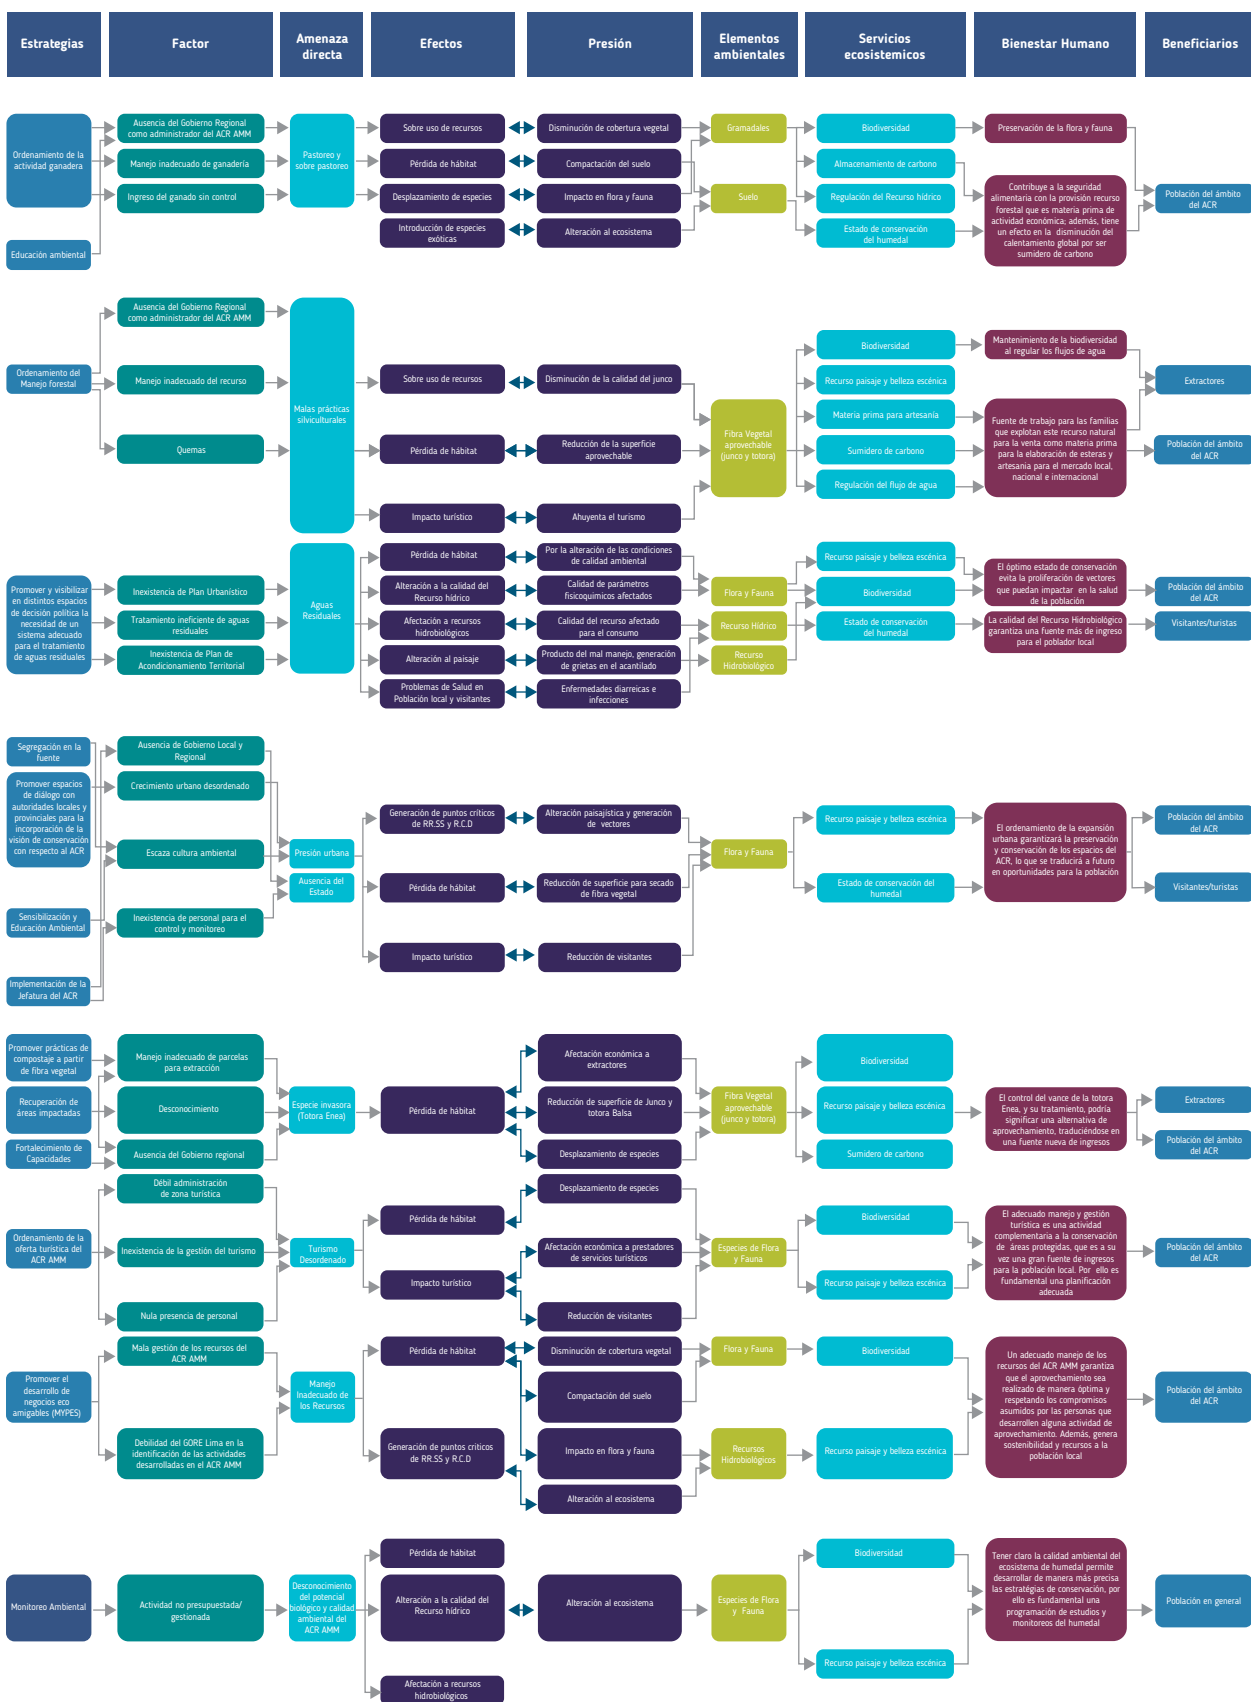 Estrategias
Factor
Amenaza
directa
Efectos
Presión
Elementos
ambientales
Servicios
ecosistemicos
Bienestar Humano
Beneficiarios
Ordenamiento de la
actividad ganadera
Educación ambiental
Ausencia del Gobierno Regional
como administrador del ACR AMM
Manejo inadecuado de ganadería
Ingreso del ganado sin control
Pastoreo y
sobre pastoreo
Sobre uso de recursos
Pérdida de hábitat
Desplazamiento de especies
Introducción de especies
exóticas
Disminución de cobertura vegetal
Compactación del suelo
Impacto en flora y fauna
Alteración al ecosistema
Gramadales
Suelo
Biodiversidad
Almacenamiento de carbono
Regulación del Recurso hídrico
Estado de conservación
del humedal
Preservación de la flora y fauna
Contribuye a la seguridad
alimentaria con la provisión recurso
forestal que es materia prima de
actividad económica; además, tiene
un efecto en la disminución del
calentamiento global por ser
sumidero de carbono
Población del ámbito
del ACR
Ordenamiento del
Manejo forestal
Ausencia del Gobierno Regional
como administrador del ACR AMM
Manejo inadecuado del recurso
Quemas
Malas prácticas
silviculturales
Sobre uso de recursos
Pérdida de hábitat
Impacto turístico
Disminución de la calidad del junco
Reducción de la superficie
aprovechable
Ahuyenta el turismo
Fibra Vegetal
aprovechable
(junco y totora)
Biodiversidad
Recurso paisaje y belleza escénica
Materia prima para artesanía
Sumidero de carbono
Regulación del flujo de agua
Mantenimiento de la biodiversidad
al regular los flujos de agua
Fuente de trabajo para las familias
que explotan este recurso natural
para la venta como materia prima
para la elaboración de esteras y
artesania para el mercado local,
nacional e internacional
Extractores
Población del ámbito
del ACR
Promover y visibilizar
en distintos espacios
de decisión política la
necesidad de un
sistema adecuado
para el tratamiento
de aguas residuales
Inexistencia de Plan Urbanístico
Tratamiento ineficiente de aguas
residuales
Inexistencia de Plan de
Acondicionamiento Territorial
Aguas
Residuales
Pérdida de hábitat
Alteración a la calidad del
Recurso hídrico
Afectación a recursos
hidrobiológicos
Alteración al paisaje
Problemas de Salud en
Población local y visitantes
Por la alteración de las condiciones
de calidad ambiental
Calidad de parámetros
fisicoquimicos afectados
Calidad del recurso afectado
para el consumo
Producto del mal manejo, generación
de grietas en el acantilado
Enfermedades diarreicas e
infecciones
Flora y Fauna
Recurso Hídrico
Recurso
Hidrobiológico
Recurso paisaje y belleza escénica
Biodiversidad
Estado de conservación
del humedal
El óptimo estado de conservación
evita la proliferación de vectores
que puedan impactar en la salud
de la población
La calidad del Recurso Hidrobiológico
garantiza una fuente más de ingreso
para el poblador local
Población del ámbito
del ACR
Visitantes/turistas
Segregación en la
fuente
Promover espacios
de diálogo con
autoridades locales y
provinciales para la
incorporación de la
visión de conservación
con respecto al ACR
Sensibilización y
Educación Ambiental
Implementación de la
Jefatura del ACR
Ausencia de Gobierno Local y
Regional
Crecimiento urbano desordenado
Escaza cultura ambiental
Inexistencia de personal para el
control y monitoreo
Presión urbana
Ausencia del
Estado
Generación de puntos críticos
de RR.SS y R.C.D
Pérdida de hábitat
Impacto turístico
Alteración paisajística y generación
de vectores
Reducción de superficie para secado
de fibra vegetal
Reducción de visitantes
Flora y Fauna
Recurso paisaje y belleza escénica
Estado de conservación del
humedal
El ordenamiento de la expansión
urbana garantizará la preservación
y conservación de los espacios del
ACR, lo que se traducirá a futuro
en oportunidades para la población
Población del ámbito
del ACR
Visitantes/turistas
Promover prácticas de
compostaje a partir
de fibra vegetal
Recuperación de
áreas impactadas
Fortalecimiento de
Capacidades
Manejo inadecuado de parcelas
para extracción
Desconocimiento
Ausencia del Gobierno regional
Especie invasora
(Totora Enea)
Pérdida de hábitat
Afectación económica a
extractores
Reducción de superficie de Junco y
totora Balsa
Desplazamiento de especies
Fibra Vegetal
aprovechable
(junco y totora)
Biodiversidad
Recurso paisaje y belleza escénica
Sumidero de carbono
El control del vance de la totora
Enea, y su tratamiento, podría
significar una alternativa de
aprovechamiento, traduciéndose en
una fuente nueva de ingresos
Extractores
Población del ámbito
del ACR
Ordenamiento de la
oferta turística del
ACR AMM
Débil administración
de zona turística
Inexistencia de la gestión del turismo
Nula presencia de personal
Turismo
Desordenado
Pérdida de hábitat
Impacto turístico
Desplazamiento de especies
Afectación económica a prestadores
de servicios turísticos
Reducción de visitantes
Especies de Flora
y Fauna
Biodiversidad
Recurso paisaje y belleza escénica
El adecuado manejo y gestión
turística es una actividad
complementaria a la conservación
de áreas protegidas, que es a su
vez una gran fuente de ingresos
para la población local. Por ello es
fundamental una planificación
adecuada
Población del ámbito
del ACR
Promover el
desarrollo de
negocios eco
amigables (MYPES)
Mala gestión de los recursos del
ACR AMM
Debilidad del GORE Lima en la
identificación de las actividades
desarrolladas en el ACR AMM
Manejo
Inadecuado de
los Recursos
Pérdida de hábitat
Generación de puntos criticos
de RR.SS y R.C.D
Disminución de cobertura vegetal
Compactación del suelo
Impacto en flora y fauna
Alteración al ecosistema
Flora y Fauna
Recursos
Hidrobiológicos
Biodiversidad
Recurso paisaje y belleza escénica
Un adecuado manejo de los
recursos del ACR AMM garantiza
que el aprovechamiento sea
realizado de manera óptima y
respetando los compromisos
asumidos por las personas que
desarrollen alguna actividad de
aprovechamiento. Además, genera
sostenibilidad y recursos a la
población local
Población del ámbito
del ACR
Monitoreo Ambiental
Actividad no presupuestada/
gestionada
Desconocimiento
del potencial
biológico y calidad
ambiental del
ACR AMM
Pérdida de hábitat
Alteración a la calidad del
Recurso hídrico
Afectación a recursos
hidrobiológicos
Alteración al ecosistema
Especies de Flora
y Fauna
Biodiversidad
Recurso paisaje y belleza escénica
Tener claro la calidad ambiental del
ecosistema de humedal permite
desarrollar de manera más precisa
las estratégias de conservación, por
ello es fundamental una
programación de estudios y
monitoreos del humedal
Población en general